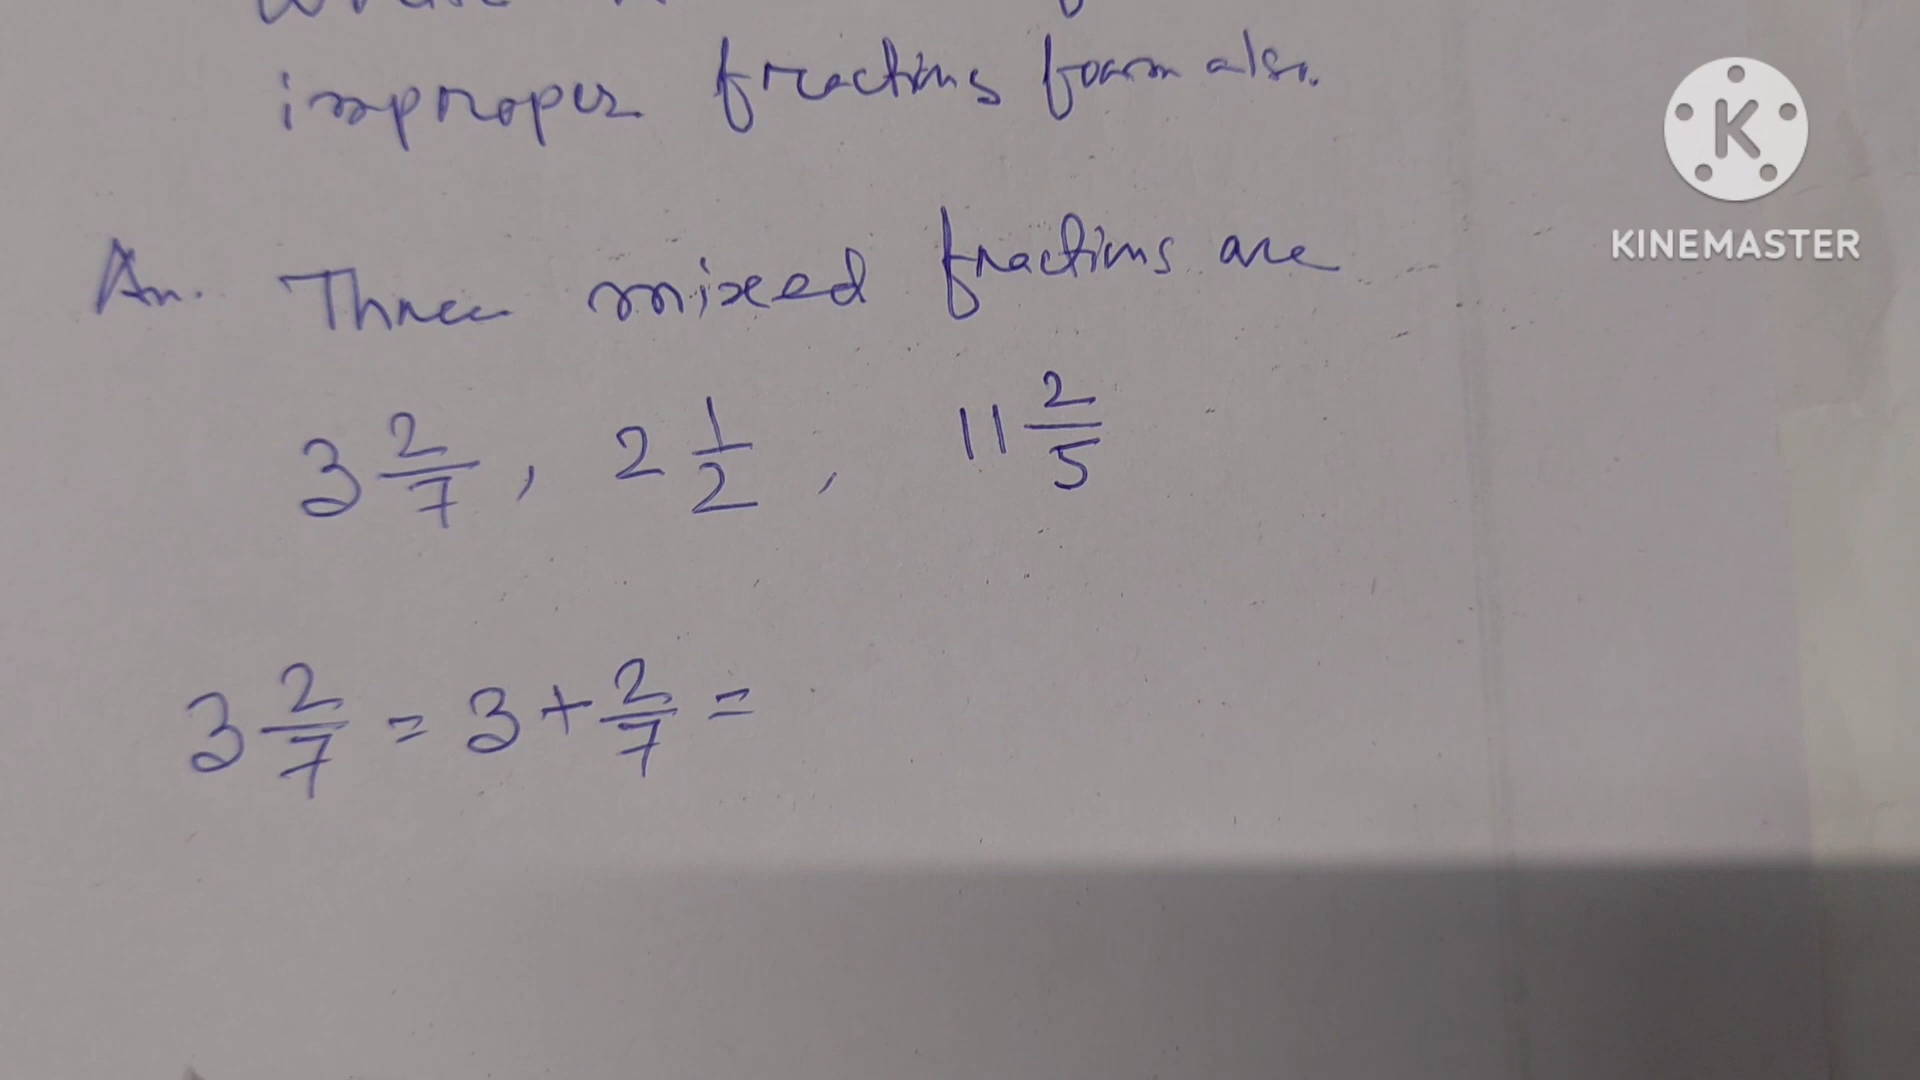 improper fractions form also.
KINEMASTER
An. Three mixed fractions are
3 2/7, 2 1/2, 11 2/5
3 2/7 = 3 + 2/7 =